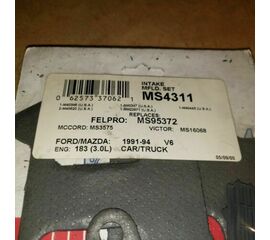 INTAKE
MFLD. SET
MS4311
0 62573 37062 1
REPLACES:
FELPRO: MS95372
MCCORD: MS3575 VICTOR: MS16068
FORD/MAZDA: 1991-94 V6
ENG 183 (3.0L) CAR/TRUCK